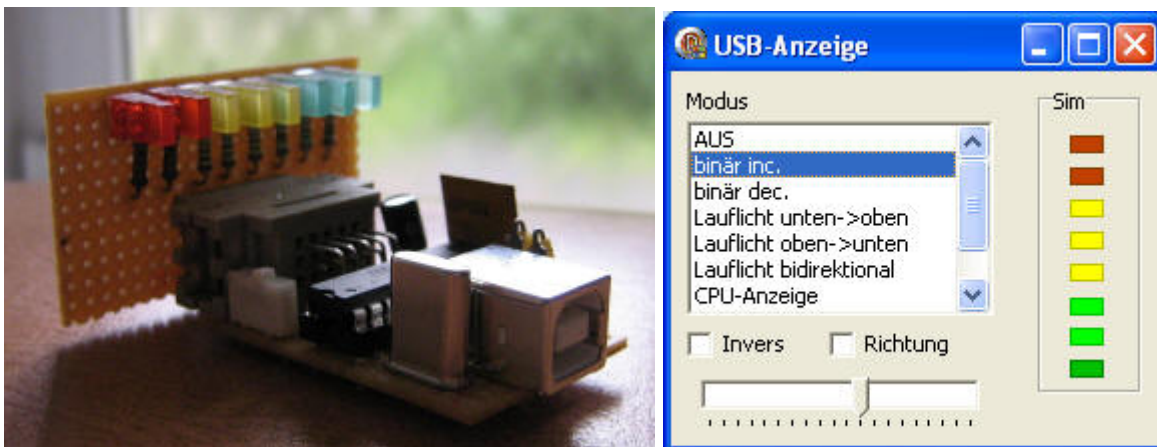 USB-Anzeige
Modus
Sim
AUS
binär inc.
binär dec.
Lauflicht unten->oben
Lauflicht oben->unten
Lauflicht bidirektional
CPU-Anzeige
Invers
Richtung